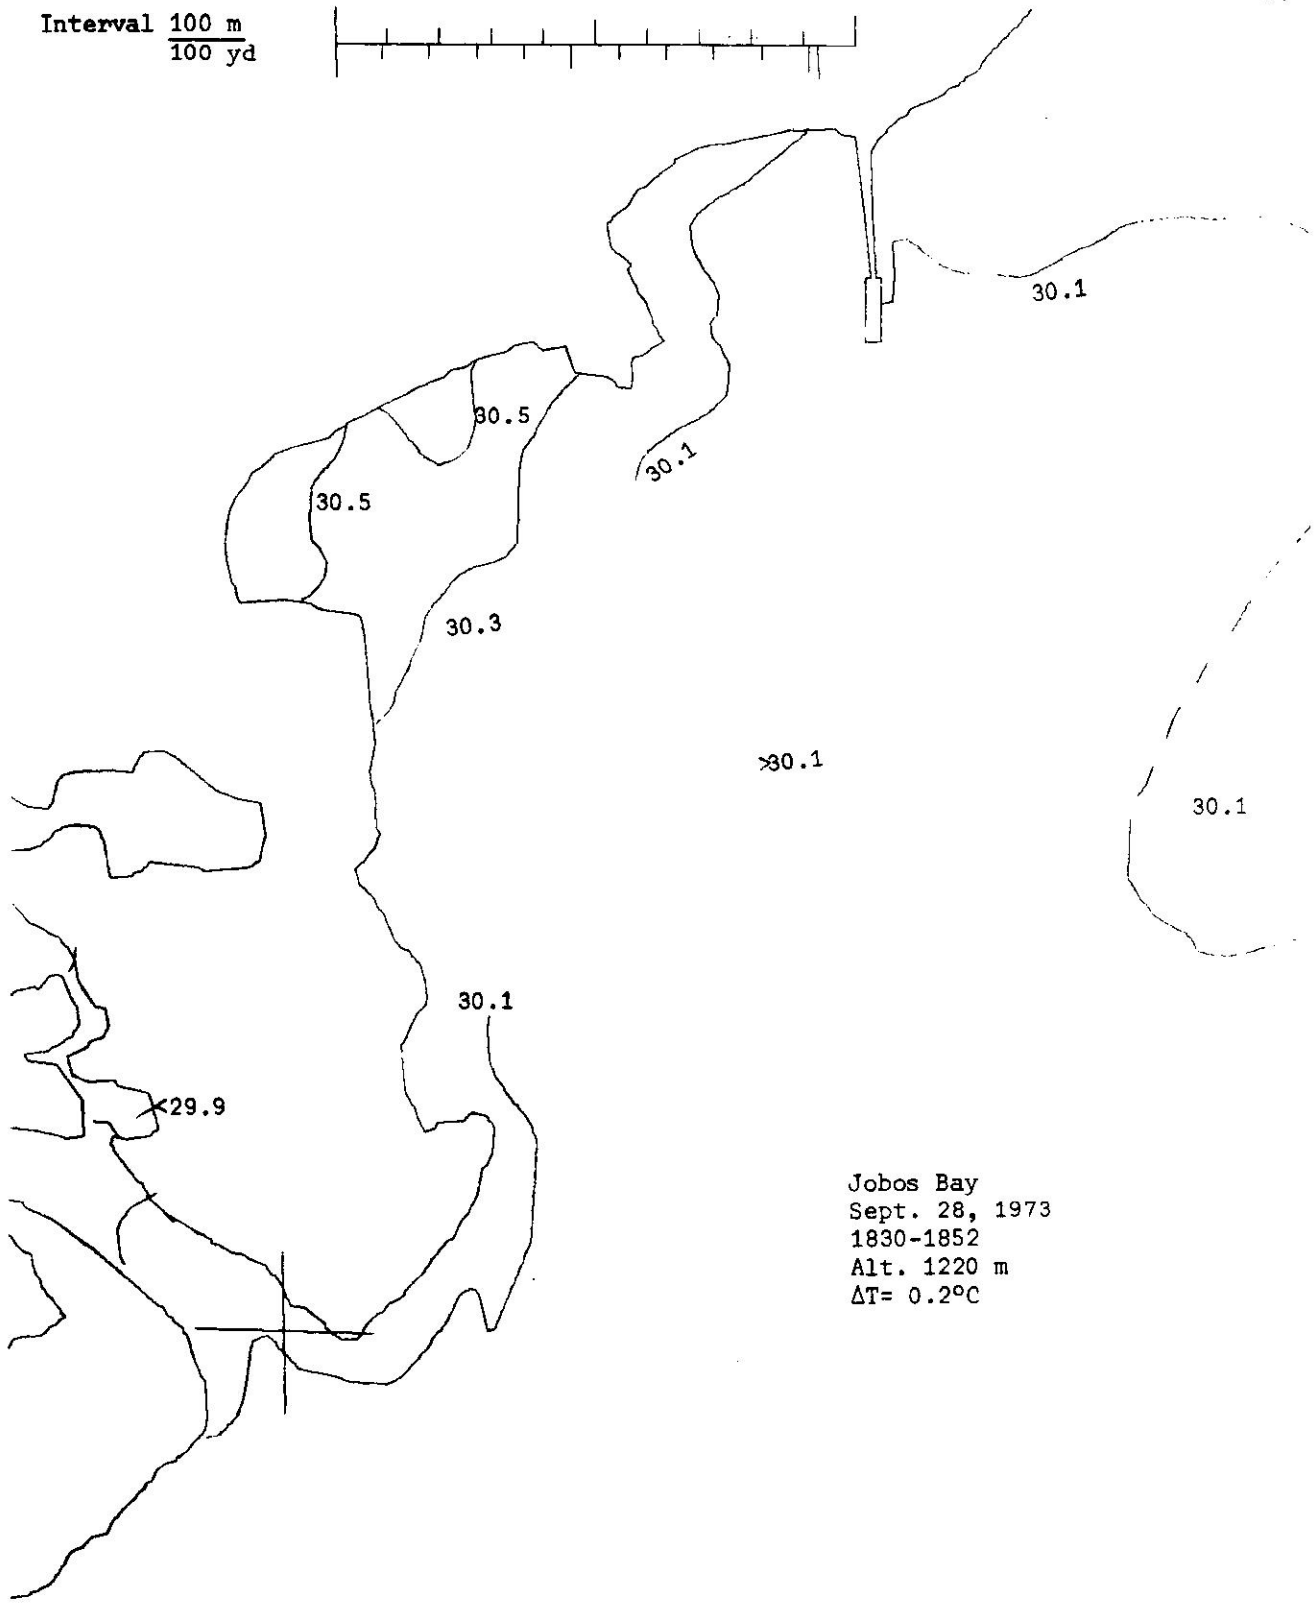 Interval 100 m
100 yd
30.1
30.5
30.1
30.5
30.3
>30.1
30.1
30.1
<29.9
Jobos Bay
Sept. 28, 1973
1830-1852
Alt. 1220 m
ΔT= 0.2°C